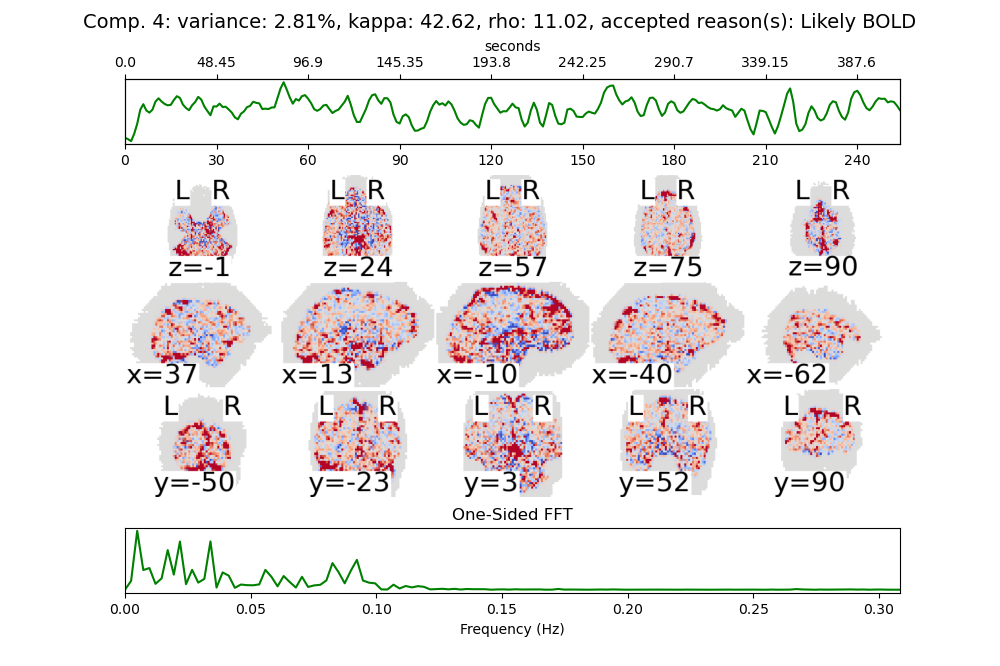 Comp. 4: variance: 2.81%, kappa: 42.62, rho: 11.02, accepted reason(s): Likely BOLD
seconds
0.0 48.45 96.9 145.35 193.8 242.25 290.7 339.15 387.6
0 30 60 90 120 150 180 210 240
L R L R L R L R L R
z=-1 z=24 z=57 z=75 z=90
x=37 x=13 x=-10 x=-40 x=-62
L R L R L R L R L R
y=-50 y=-23 y=3 y=52 y=90
One-Sided FFT
0.00 0.05 0.10 0.15 0.20 0.25 0.30
Frequency (Hz)